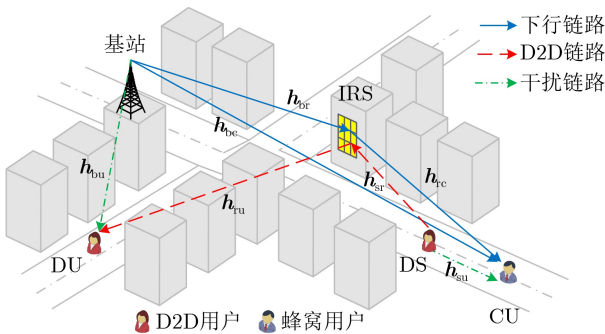 基站
下行链路
D2D链路
干扰链路
IRS
h_br
h_bc
h_bu
h_sr
h_rc
h_ru
DU
DS
h_su
CU
D2D用户
蜂窝用户